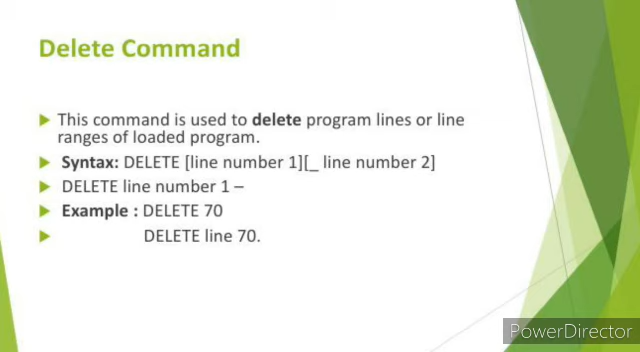 Delete Command
This command is used to delete program lines or line
ranges of loaded program.
Syntax: DELETE [line number 1][_ line number 2]
DELETE line number 1 –
Example : DELETE 70
DELETE line 70.
PowerDirector